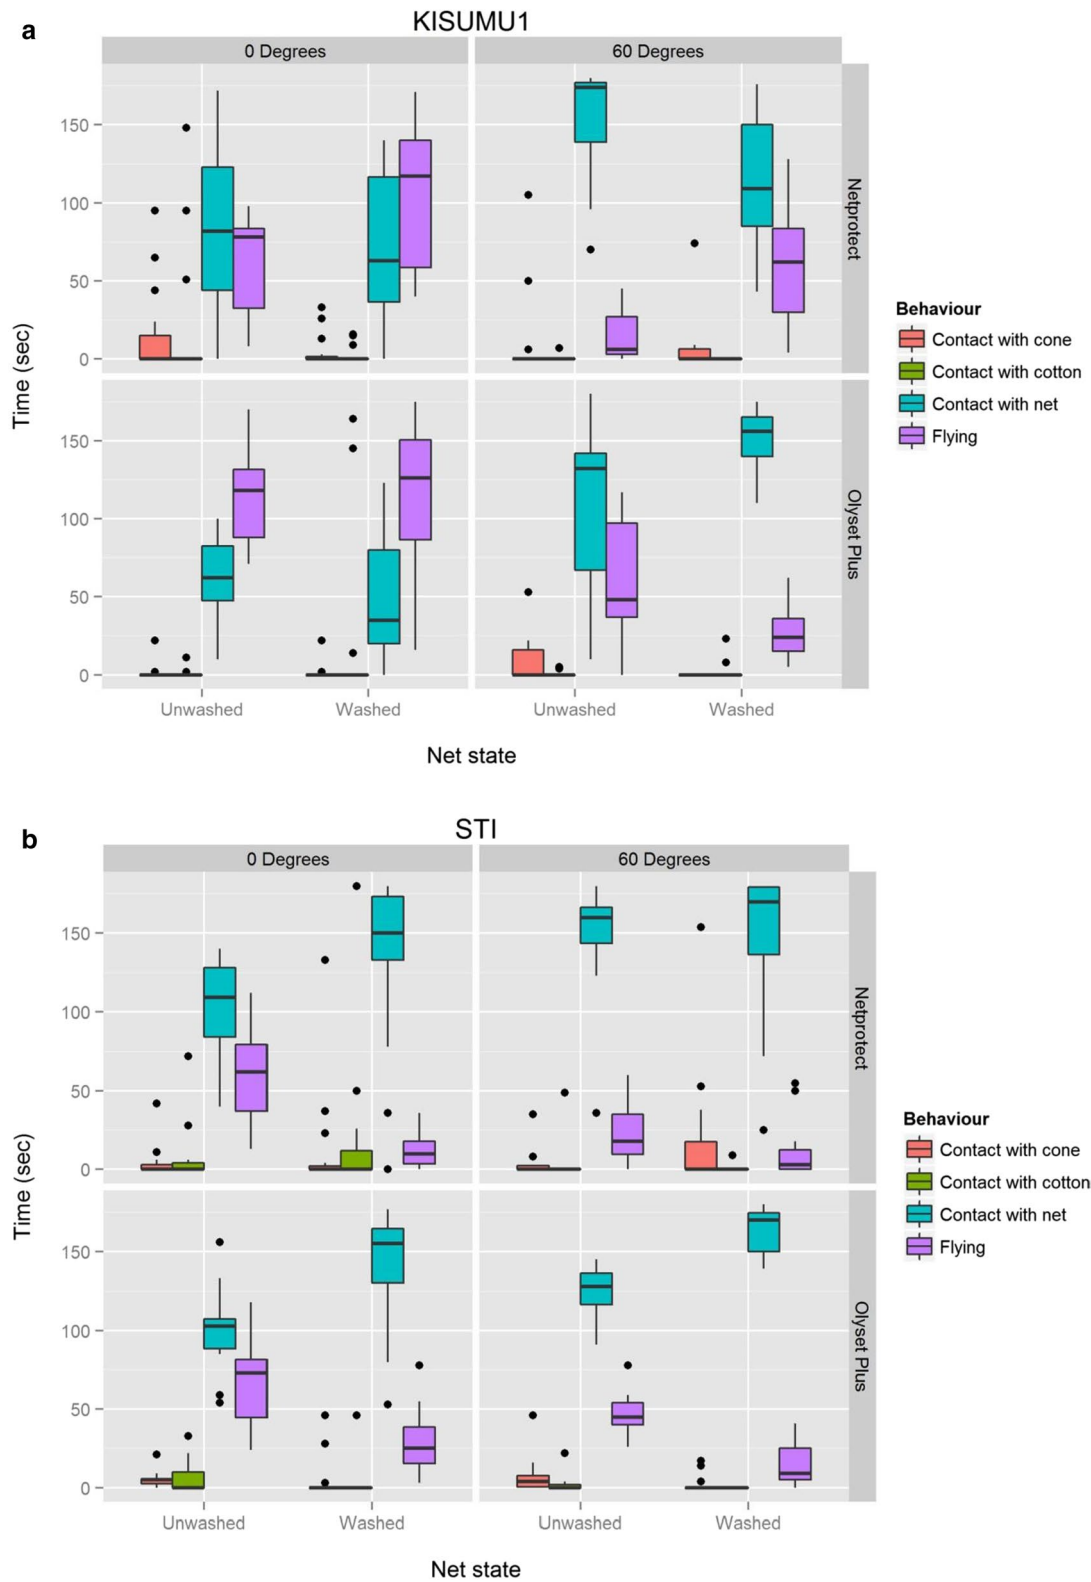 a
KISUMU1
0 Degrees
60 Degrees
150
100
50
0
Netprotect
Time (sec)
150
100
50
0
Olyset Plus
Unwashed
Washed
Unwashed
Washed
Net state
Behaviour
Contact with cone
Contact with cotton
Contact with net
Flying
b
STI
0 Degrees
60 Degrees
150
100
50
0
Netprotect
Time (sec)
150
100
50
0
Olyset Plus
Unwashed
Washed
Unwashed
Washed
Net state
Behaviour
Contact with cone
Contact with cotton
Contact with net
Flying